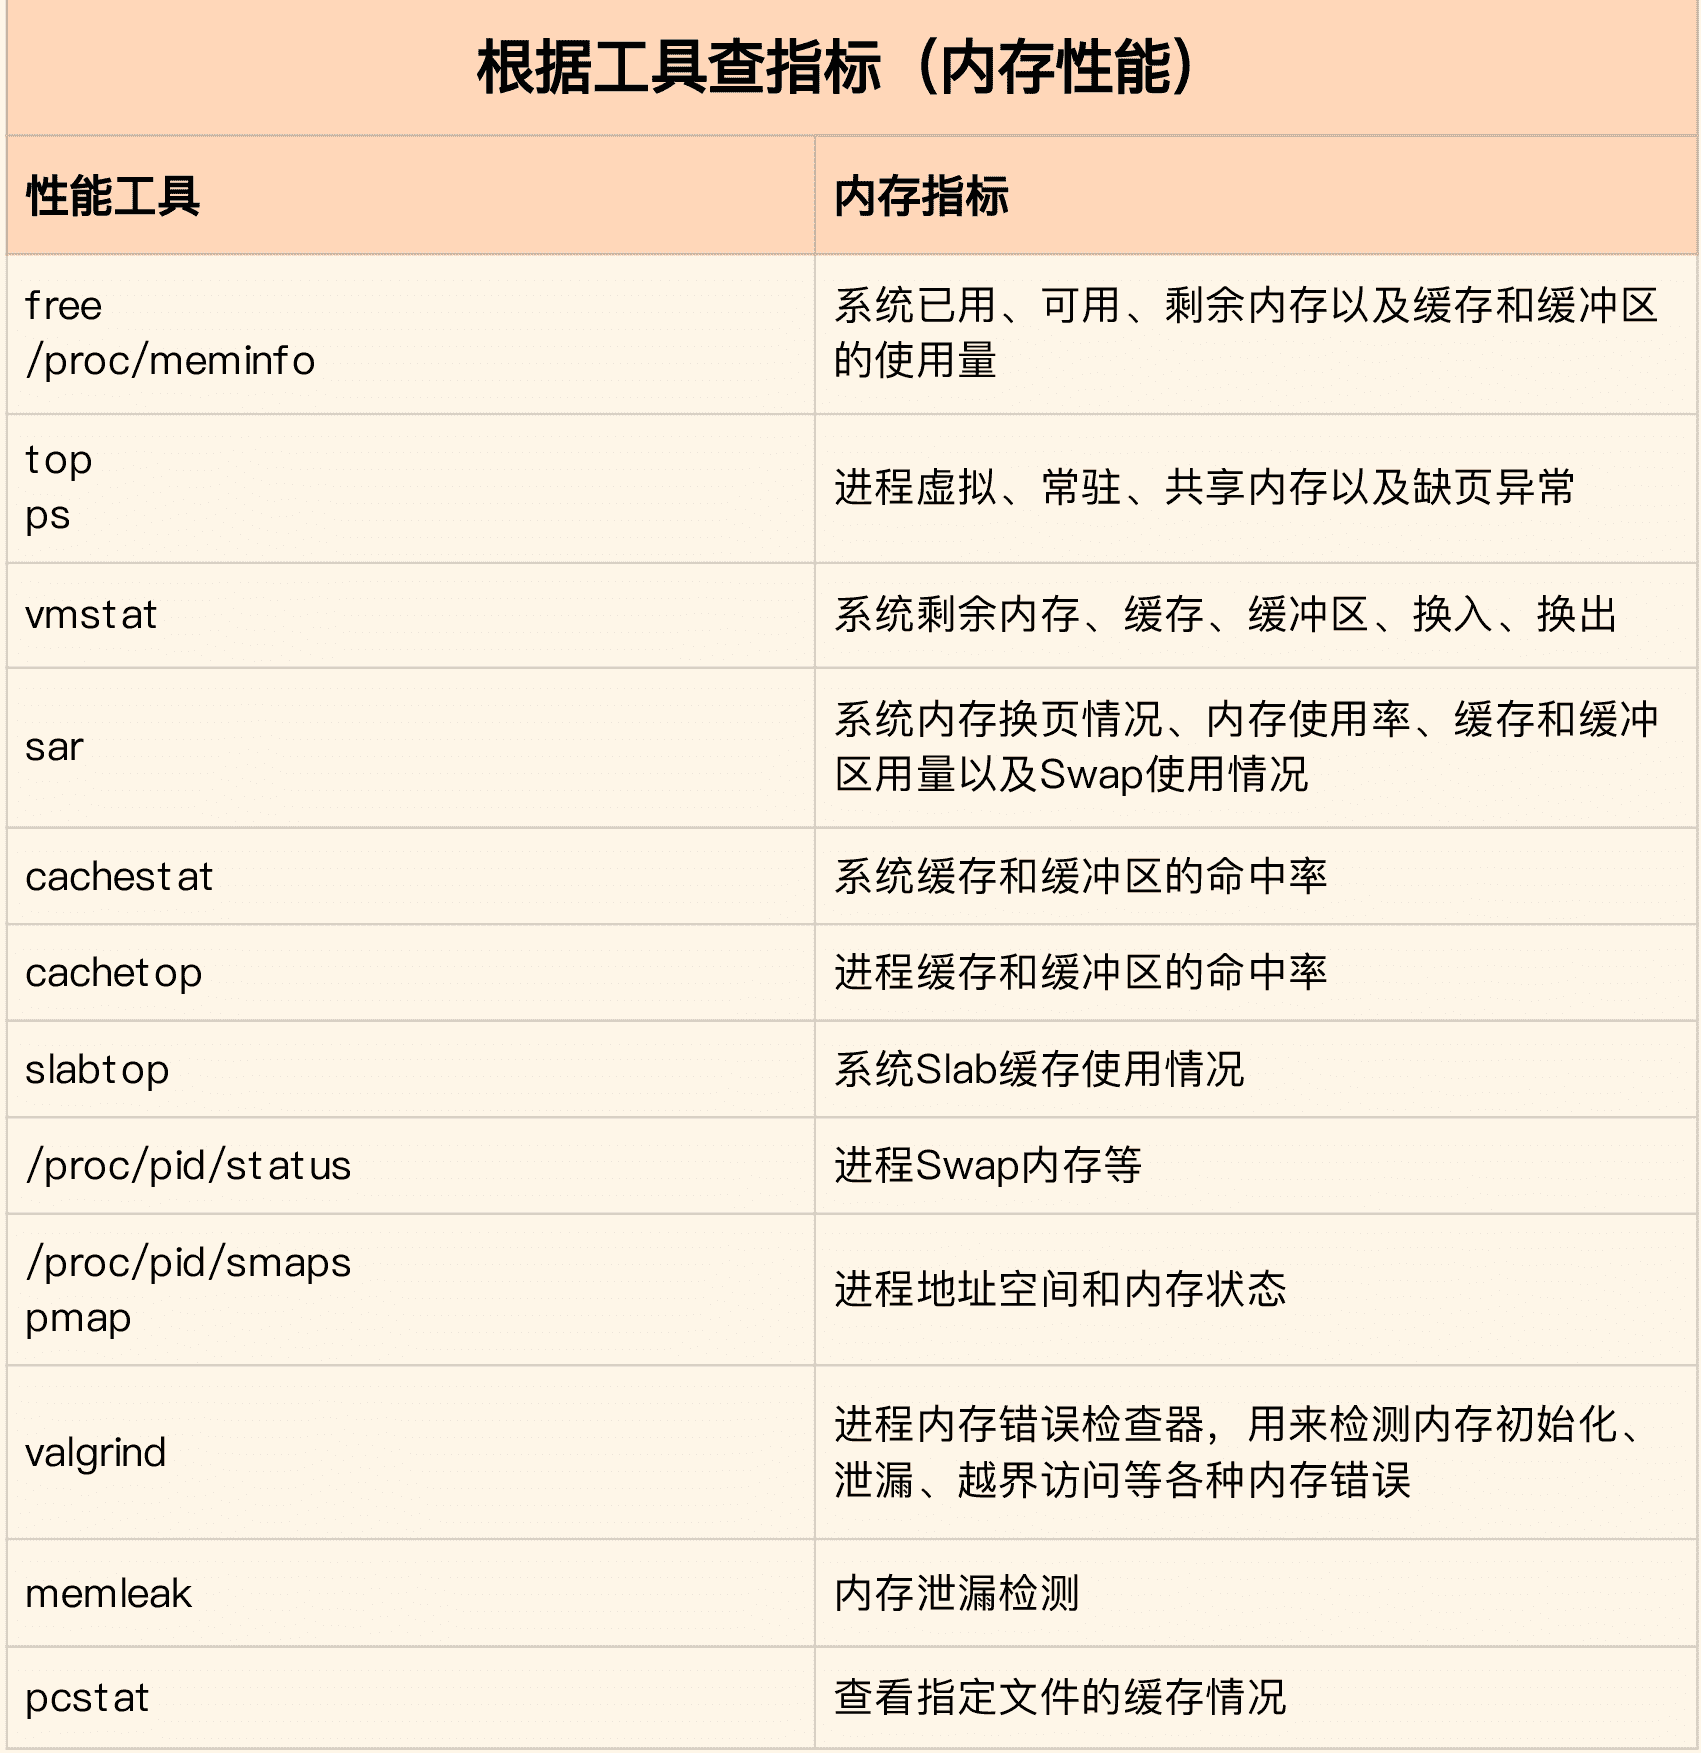 根据工具查指标（内存性能）
性能工具
内存指标
free
/proc/meminfo
系统已用、可用、剩余内存以及缓存和缓冲区
的使用量
top
ps
进程虚拟、常驻、共享内存以及缺页异常
vmstat
系统剩余内存、缓存、缓冲区、换入、换出
sar
系统内存换页情况、内存使用率、缓存和缓冲
区用量以及Swap使用情况
cachestat
系统缓存和缓冲区的命中率
cachetop
进程缓存和缓冲区的命中率
slabtop
系统Slab缓存使用情况
/proc/pid/status
进程Swap内存等
/proc/pid/smaps
pmap
进程地址空间和内存状态
valgrind
进程内存错误检查器，用来检测内存初始化、
泄漏、越界访问等各种内存错误
memleak
内存泄漏检测
pcstat
查看指定文件的缓存情况